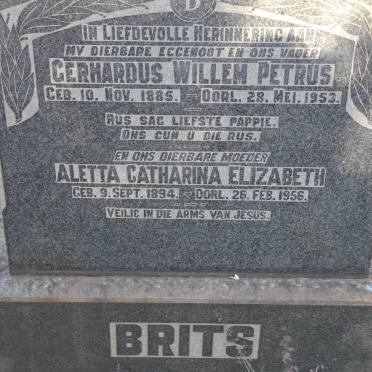 B
IN LIEFDEVOLLE HERINNERING AAN
MY DIERBARE EGGENOOT EN ONS VADER
GERHARDUS WILLEM PETRUS
GEB. 10. NOV. 1885. — OORL. 28. MEI. 1953.
RUS SAG LIEFSTE PAPPIE.
ONS GUN U DIE RUS.
EN ONS DIERBARE MOEDER
ALETTA CATHARINA ELIZABETH
GEB. 9. SEPT. 1894. — OORL. 26. FEB. 1956.
VEILIG IN DIE ARMS VAN JESUS.
BRITS